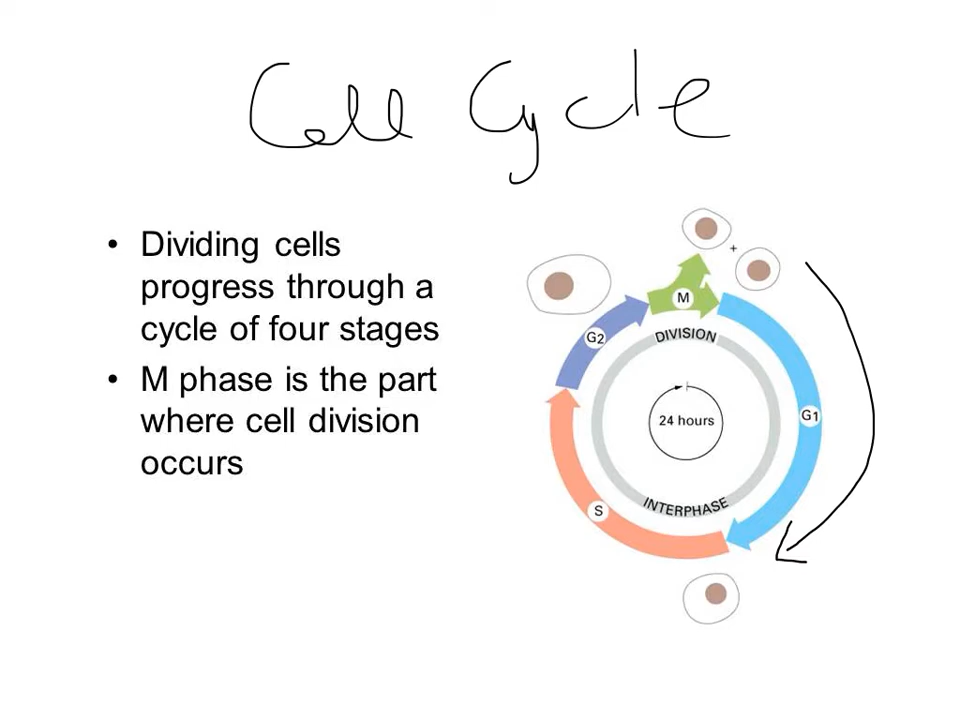 Cell Cycle
• Dividing cells
progress through a
cycle of four stages
• M phase is the part
where cell division
occurs
+
M
DIVISION
G2
24 hours
G1
INTERPHASE
S